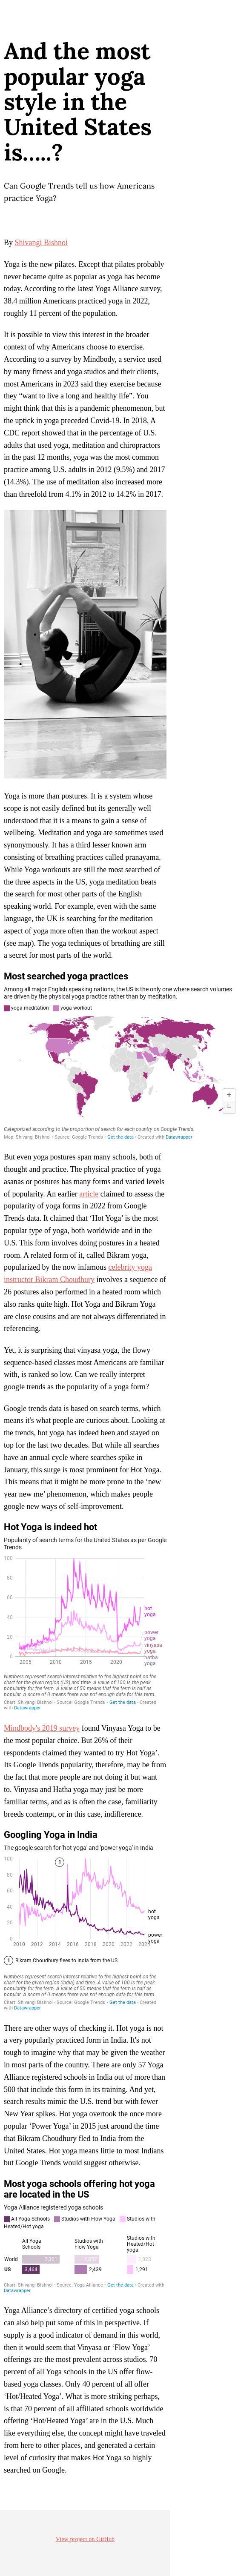 And the most
popular yoga
style in the
United States
is.....?
Can Google Trends tell us how Americans
practice Yoga?
By Shivangi Bishnoi
Yoga is the new pilates. Except that pilates probably
never became quite as popular as yoga has become
today. According to the latest Yoga Alliance survey,
38.4 million Americans practiced yoga in 2022,
roughly 11 percent of the population.
It is possible to view this interest in the broader
context of why Americans choose to exercise.
According to a survey by Mindbody, a service used
by many fitness and yoga studios and their clients,
most Americans in 2023 said they exercise because
they “want to live a long and healthy life”. You
might think that this is a pandemic phenomenon, but
the uptick in yoga preceded Covid-19. In 2018, A
CDC report showed that in the percentage of U.S.
adults that used yoga, meditation and chiropractors
in the past 12 months, yoga was the most common
practice among U.S. adults in 2012 (9.5%) and 2017
(14.3%). The use of meditation also increased more
than threefold from 4.1% in 2012 to 14.2% in 2017.
Yoga is more than postures. It is a system whose
scope is not easily defined but its generally well
understood that it is a means to gain a sense of
wellbeing. Meditation and yoga are sometimes used
synonymously. It has a third lesser known arm
consisting of breathing practices called pranayama.
While Yoga workouts are still the most searched of
the three aspects in the US, yoga meditation beats
the search for most other parts of the English
speaking world. For example, even with the same
language, the UK is searching for the meditation
aspect of yoga more often than the workout aspect
(see map). The yoga techniques of breathing are still
a secret for most parts of the world.
Most searched yoga practices
Among all major English speaking nations, the US is the only one where search volumes
are driven by the physical yoga practice rather than by meditation.
yoga meditation yoga workout
+
−
Categorized according to the proportion of search for each country on Google Trends
Map: Shivangi Bishnoi • Source: Google Trends • Get the data • Created with Datawrapper
But even yoga postures span many schools, both of
thought and practice. The physical practice of yoga
asanas or postures has many forms and varied levels
of popularity. An earlier article claimed to assess the
popularity of yoga forms in 2022 from Google
Trends data. It claimed that ‘Hot Yoga’ is the most
popular type of yoga, both worldwide and in the
U.S. This form involves doing postures in a heated
room. A related form of it, called Bikram yoga,
popularized by the now infamous celebrity yoga
instructor Bikram Choudhury involves a sequence of
26 postures also performed in a heated room which
also ranks quite high. Hot Yoga and Bikram Yoga
are close cousins and are not always differentiated in
referencing.
Yet, it is surprising that vinyasa yoga, the flowy
sequence-based classes most Americans are familiar
with, is ranked so low. Can we really interpret
google trends as the popularity of a yoga form?
Google trends data is based on search terms, which
means it's what people are curious about. Looking at
the trends, hot yoga has indeed been and stayed on
top for the last two decades. But while all searches
have an annual cycle where searches spike in
January, this surge is most prominent for Hot Yoga.
This means that it might be more prone to the ‘new
year new me’ phenomenon, which makes people
google new ways of self-improvement.
Hot Yoga is indeed hot
Popularity of search terms for the United States as per Google
Trends
100
80
60
40
20
0
2005 2010 2015 2020
hot
yoga
power
yoga
vinyasa
yoga
hatha
yoga
Numbers represent search interest relative to the highest point on the
chart for the given region (US) and time. A value of 100 is the peak
popularity for the term. A value of 50 means that the term is half as
popular. A score of 0 means there was not enough data for this term.
Chart: Shivangi Bishnoi • Source: Google Trends • Get the data • Created
with Datawrapper
Mindbody's 2019 survey found Vinyasa Yoga to be
the most popular choice. But 26% of their
respondents claimed they wanted to try Hot Yoga’.
Its Google Trends popularity, therefore, may be from
the fact that more people are not doing it but want
to. Vinyasa and Hatha yoga may just be more
familiar terms, and as is often the case, familiarity
breeds contempt, or in this case, indifference.
Googling Yoga in India
The google search for 'hot yoga' and 'power yoga' in India
100
80
60
40
20
0
1
2010 2012 2014 2016 2018 2020 2022 2024
hot
yoga
power
yoga
1 Bikram Choudhury flees to India from the US
Numbers represent search interest relative to the highest point on the
chart for the given region (India) and time. A value of 100 is the peak
popularity for the term. A value of 50 means that the term is half as
popular. A score of 0 means there was not enough data for this term.
Chart: Shivangi Bishnoi • Source: Google Trends • Get the data • Created
with Datawrapper
There are other ways of checking it. Hot yoga is not
a very popularly practiced form in India. It's not
tough to imagine why that may be given the weather
in most parts of the country. There are only 57 Yoga
Alliance registered schools in India out of more than
500 that include this form in its training. And yet,
search results mimic the U.S. trend but with fewer
New Year spikes. Hot yoga overtook the once more
popular ‘Power Yoga’ in 2015 just around the time
that Bikram Choudhury fled to India from the
United States. Hot yoga means little to most Indians
but Google Trends would suggest otherwise.
Most yoga schools offering hot yoga
are located in the US
Yoga Alliance registered yoga schools
All Yoga Schools Studios with Flow Yoga Studios with
Heated/Hot yoga
All Yoga
Schools
Studios with
Flow Yoga
Studios with
Heated/Hot
yoga
World
US 3,464 2,439 1,291
Chart: Shivangi Bishnoi • Source: Yoga Alliance • Get the data • Created with
Datawrapper
Yoga Alliance’s directory of certified yoga schools
can also help put some of this in perspective. If
supply is a good indicator of demand in this world,
then it would seem that Vinyasa or ‘Flow Yoga’
offerings are the most prevalent across studios. 70
percent of all Yoga schools in the US offer flow-
based yoga classes. Only 40 percent of all offer
‘Hot/Heated Yoga’. What is more striking perhaps,
is that 70 percent of all affiliated schools worldwide
offering ‘Hot/Heated Yoga’ are in the U.S. Much
like everything else, the concept might have traveled
from here to other places, and generated a certain
level of curiosity that makes Hot Yoga so highly
searched on Google.
View project on GitHub